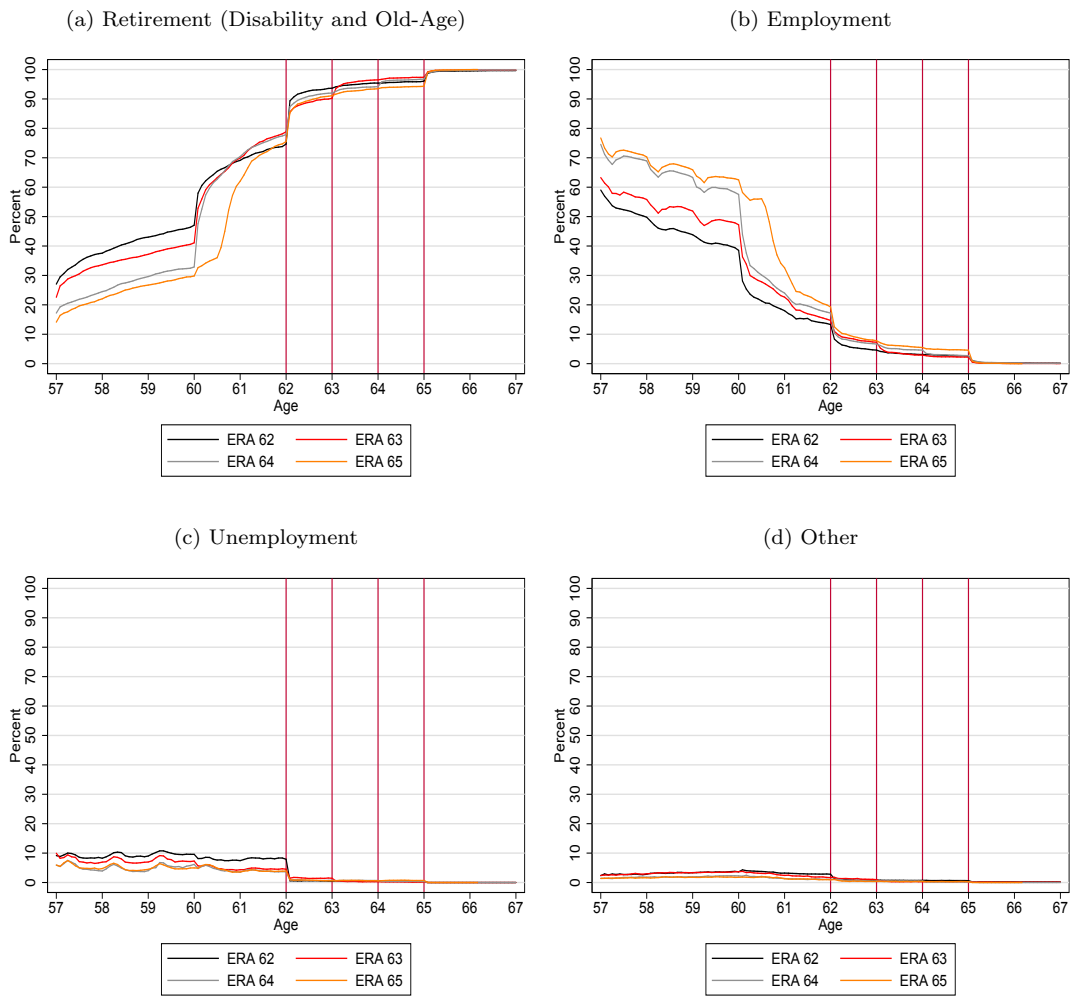 (a) Retirement (Disability and Old-Age)
Percent
0 10 20 30 40 50 60 70 80 90 100
57 58 59 60 61 62 63 64 65 66 67
Age
ERA 62 ERA 63
ERA 64 ERA 65
(b) Employment
Percent
0 10 20 30 40 50 60 70 80 90 100
57 58 59 60 61 62 63 64 65 66 67
Age
ERA 62 ERA 63
ERA 64 ERA 65
(c) Unemployment
Percent
0 10 20 30 40 50 60 70 80 90 100
57 58 59 60 61 62 63 64 65 66 67
Age
ERA 62 ERA 63
ERA 64 ERA 65
(d) Other
Percent
0 10 20 30 40 50 60 70 80 90 100
57 58 59 60 61 62 63 64 65 66 67
Age
ERA 62 ERA 63
ERA 64 ERA 65